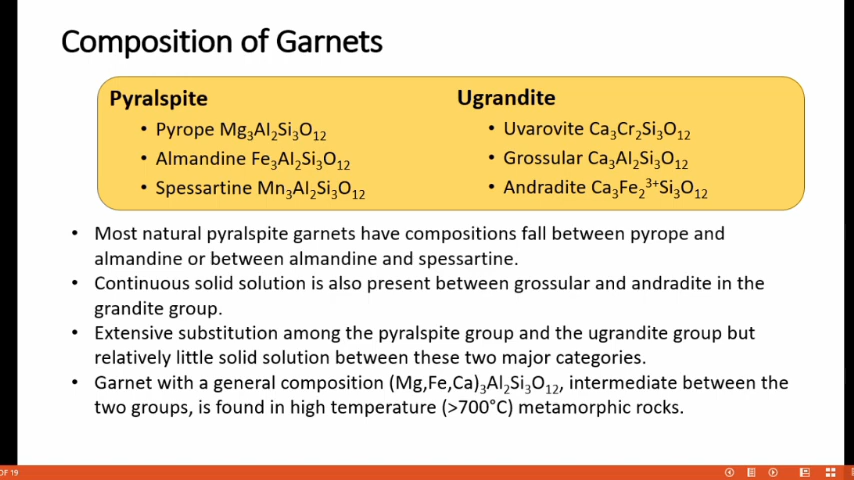 Composition of Garnets
Pyralspite
• Pyrope Mg₃Al₂Si₃O₁₂
• Almandine Fe₃Al₂Si₃O₁₂
• Spessartine Mn₃Al₂Si₃O₁₂
Ugrandite
• Uvarovite Ca₃Cr₂Si₃O₁₂
• Grossular Ca₃Al₂Si₃O₁₂
• Andradite Ca₃Fe₂³⁺Si₃O₁₂
• Most natural pyralspite garnets have compositions fall between pyrope and
almandine or between almandine and spessartine.
• Continuous solid solution is also present between grossular and andradite in the
grandite group.
• Extensive substitution among the pyralspite group and the ugrandite group but
relatively little solid solution between these two major categories.
• Garnet with a general composition (Mg,Fe,Ca)₃Al₂Si₃O₁₂, intermediate between the
two groups, is found in high temperature (>700°C) metamorphic rocks.
OF 19